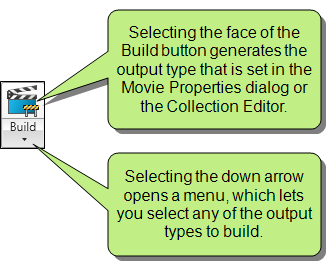 Selecting the face of the
Build button generates the
output type that is set in the
Movie Properties dialog or
the Collection Editor.
Build
Selecting the down arrow
opens a menu, which lets
you select any of the output
types to build.